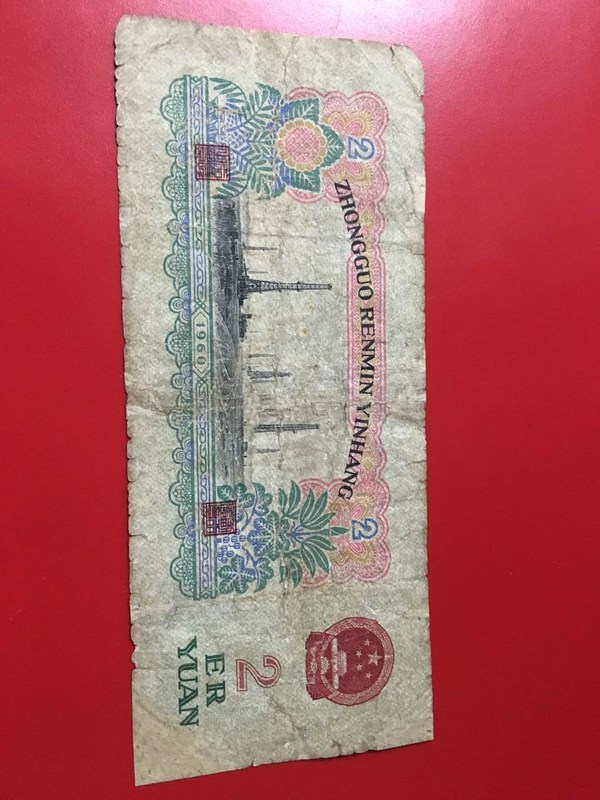 2
ZHONGGUO RENMIN YINHANG
2
1960
2
ER
YUAN